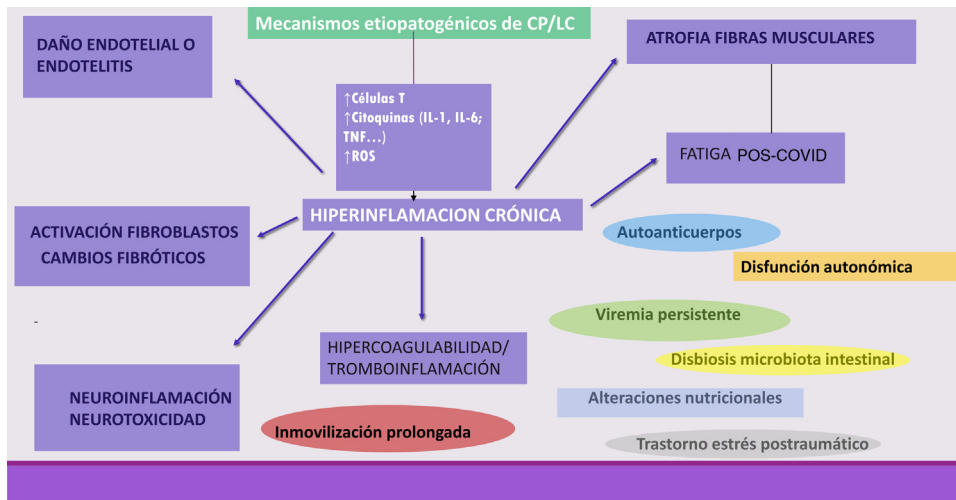 Mecanismos etiopatogénicos de CP/LC
DAÑO ENDOTELIAL O
ENDOTELITIS
ATROFIA FIBRAS MUSCULARES
↑Células T
↑Citoquinas (IL-1, IL-6;
TNF...)
↑ROS
FATIGA POS-COVID
HIPERINFLAMACION CRÓNICA
ACTIVACIÓN FIBROBLASTOS
CAMBIOS FIBRÓTICOS
Autoanticuerpos
Disfunción autonómica
Viremia persistente
-
HIPERCOAGULABILIDAD/
TROMBOINFLAMACIÓN
Disbiosis microbiota intestinal
NEUROINFLAMACIÓN
NEUROTOXICIDAD
Alteraciones nutricionales
Inmovilización prolongada
Trastorno estrés postraumático